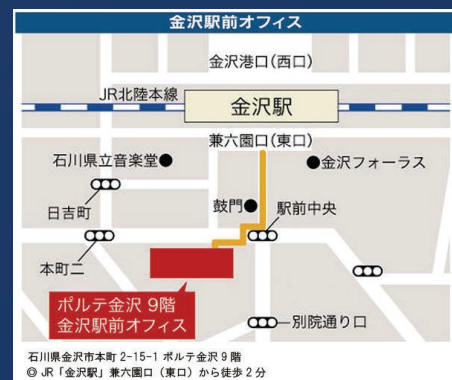 金沢駅前オフィス
金沢港口(西口)
JR北陸本線
金沢駅
兼六園口(東口)
石川県立音楽堂
金沢フォーラス
日吉町
鼓門
駅前中央
本町二
ポルテ金沢 9階
金沢駅前オフィス
別院通り口
石川県金沢市本町 2-15-1 ポルテ金沢 9 階
◎ JR「金沢駅」兼六園口（東口）から徒歩 2 分